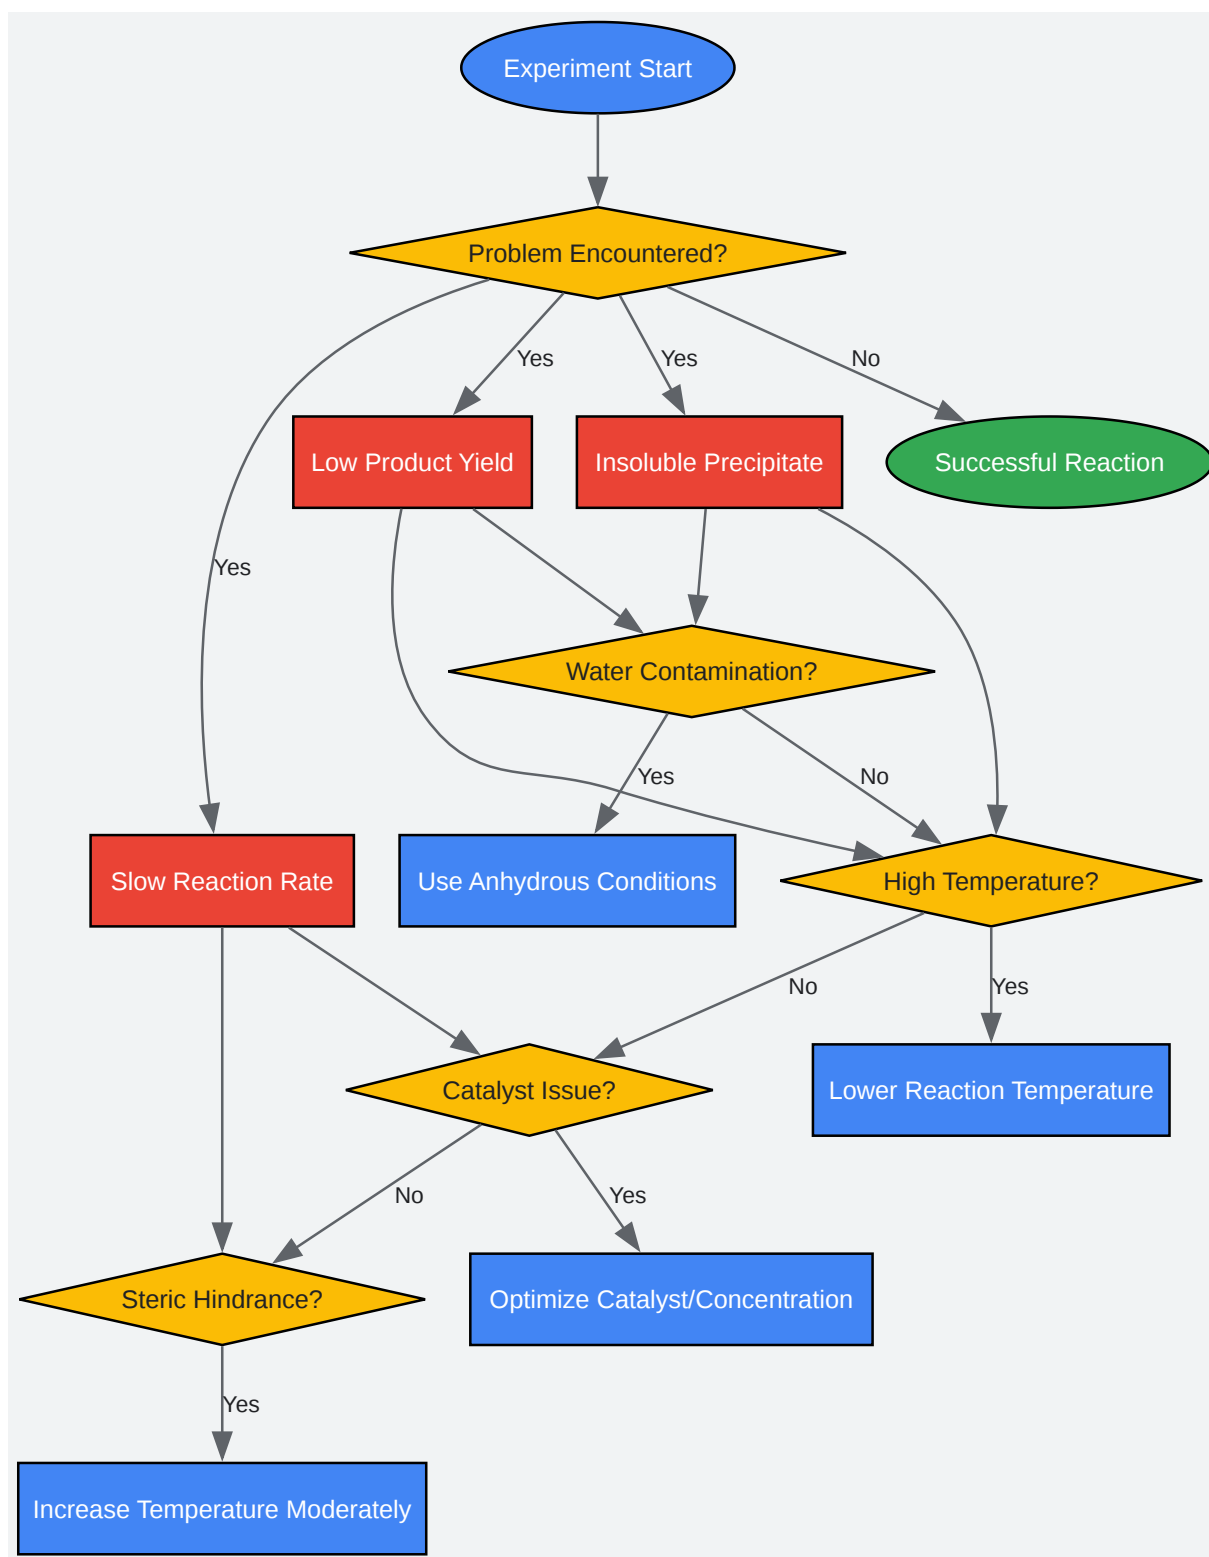 Experiment Start
Problem Encountered?
Yes
Yes
No
Low Product Yield
Insoluble Precipitate
Successful Reaction
Yes
Water Contamination?
Yes
No
Slow Reaction Rate
Use Anhydrous Conditions
High Temperature?
No
Yes
Catalyst Issue?
Lower Reaction Temperature
No
Yes
Steric Hindrance?
Optimize Catalyst/Concentration
Yes
Increase Temperature Moderately